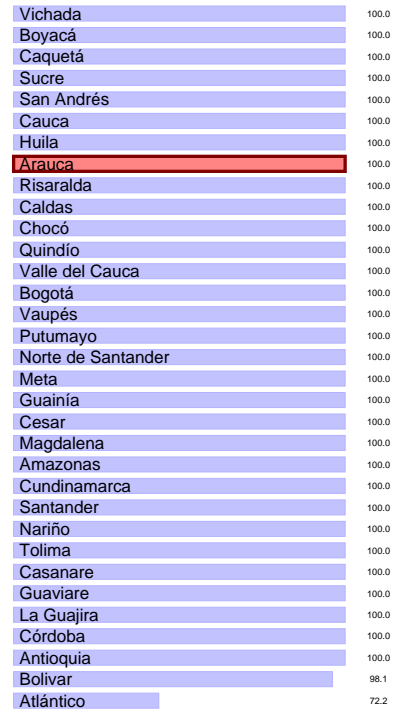 Vichada 100.0
Boyacá 100.0
Caquetá 100.0
Sucre 100.0
San Andrés 100.0
Cauca 100.0
Huila 100.0
Arauca 100.0
Risaralda 100.0
Caldas 100.0
Chocó 100.0
Quindío 100.0
Valle del Cauca 100.0
Bogotá 100.0
Vaupés 100.0
Putumayo 100.0
Norte de Santander 100.0
Meta 100.0
Guainía 100.0
Cesar 100.0
Magdalena 100.0
Amazonas 100.0
Cundinamarca 100.0
Santander 100.0
Nariño 100.0
Tolima 100.0
Casanare 100.0
Guaviare 100.0
La Guajira 100.0
Córdoba 100.0
Antioquia 100.0
Bolivar 98.1
Atlántico 72.2